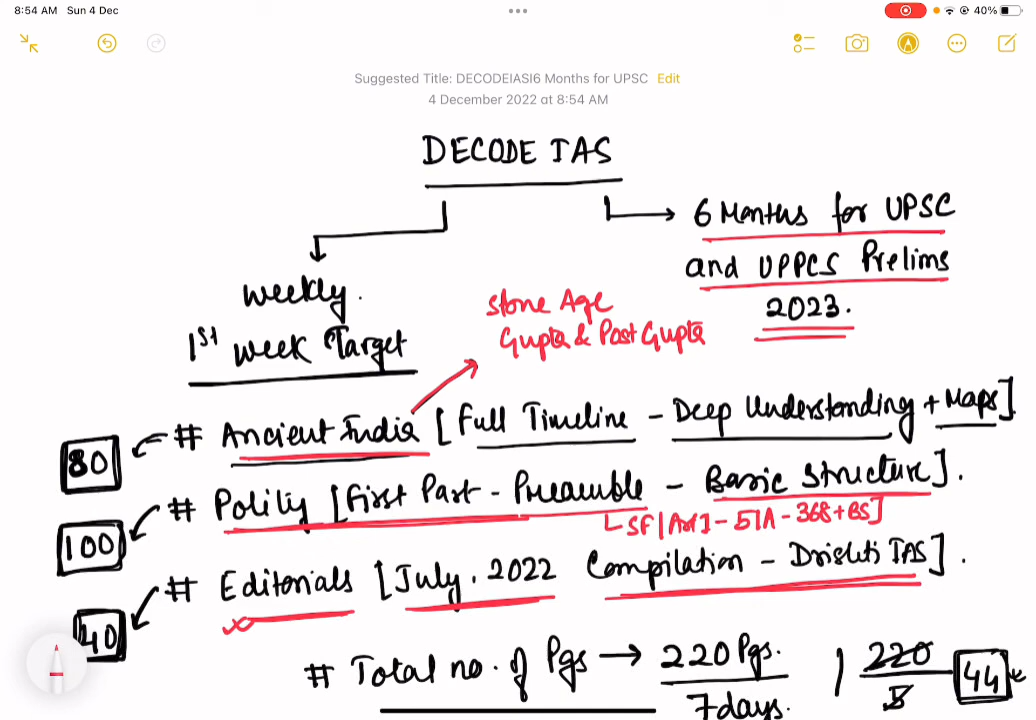 8:54 AM Sun 4 Dec
40%
Suggested Title: DECODEIASI6 Months for UPSC Edit
4 December 2022 at 8:54 AM
DECODE IAS
6 Months for UPSC
and UPPCS Prelims
2023.
Weekly.
1st Week Target
Stone Age
Gupta & Post Gupta
80
# Ancient India [Full Timeline - Deep Understanding + Maps]
100
# Polity [First Part - Preamble - Basic Structure].
SF|Art1 - 51A - 368 + BS]
40
# Editorials [July, 2022 Compilation - Drishti IAS].
# Total no. of Pgs → 220 Pgs. | 220 44
7 days. 5